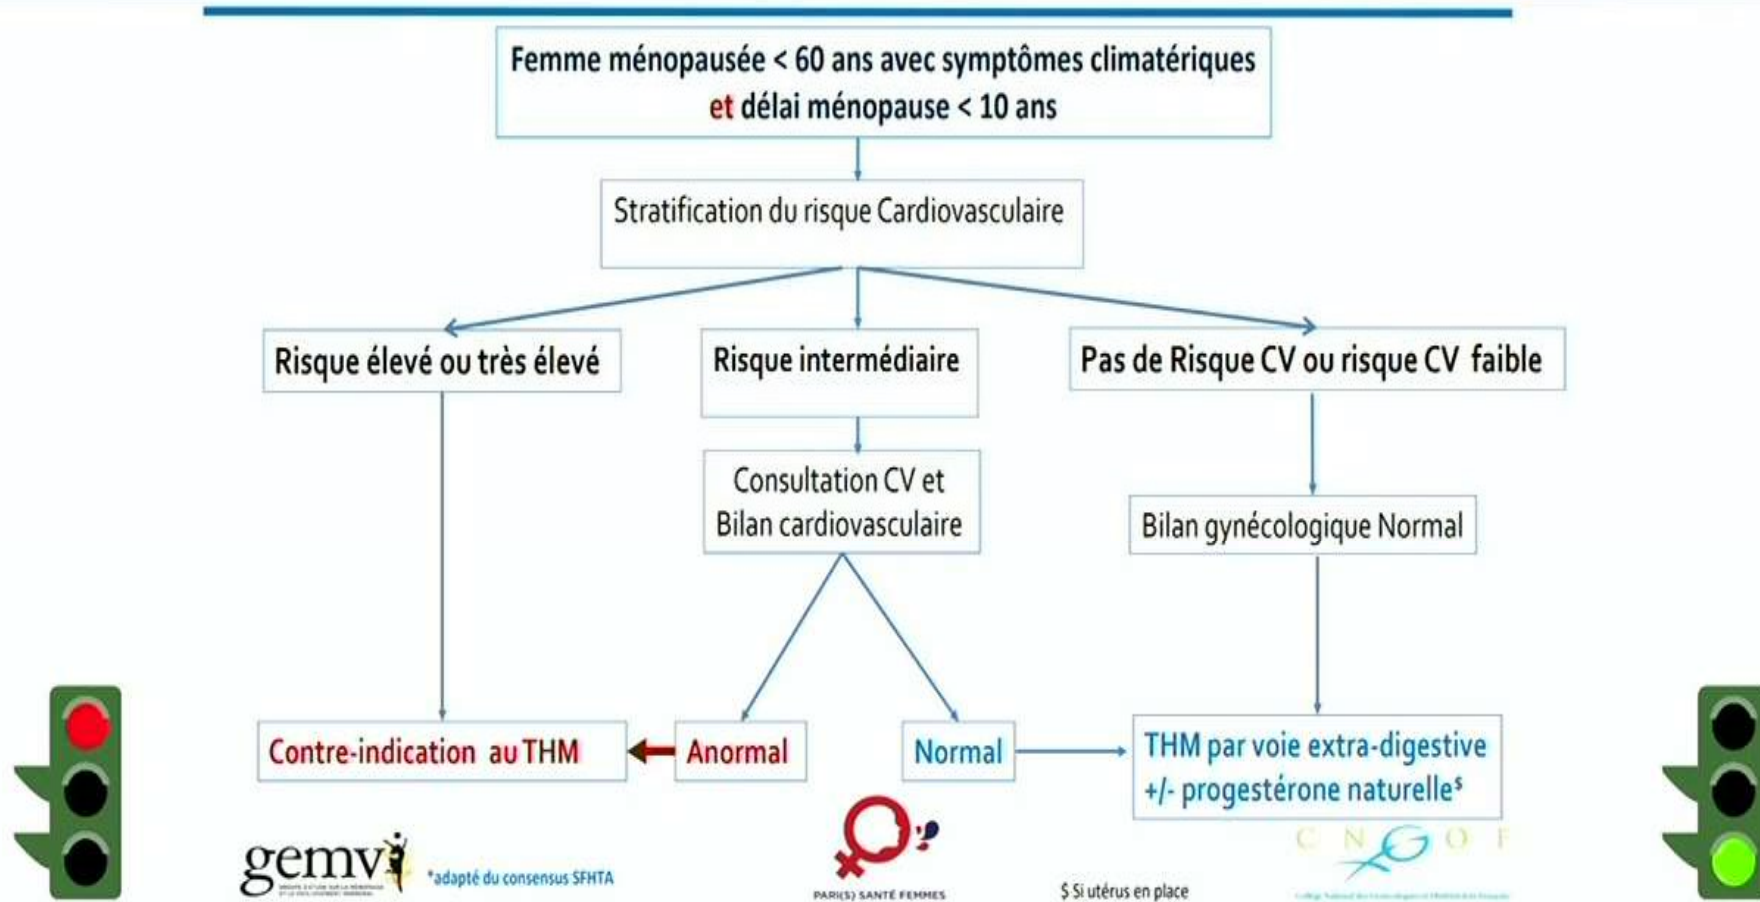 Femme ménopausée < 60 ans avec symptômes climatériques
et délai ménopause < 10 ans
Stratification du risque Cardiovasculaire
Risque élevé ou très élevé
Risque intermédiaire
Pas de Risque CV ou risque CV faible
Consultation CV et
Bilan cardiovasculaire
Bilan gynécologique Normal
Contre-indication au THM
Anormal
Normal
THM par voie extra-digestive
+/- progestérone naturelle$
gemvi
*adapté du consensus SFHTA
PARI(S) SANTÉ FEMMES
$ Si utérus en place
C N G O F